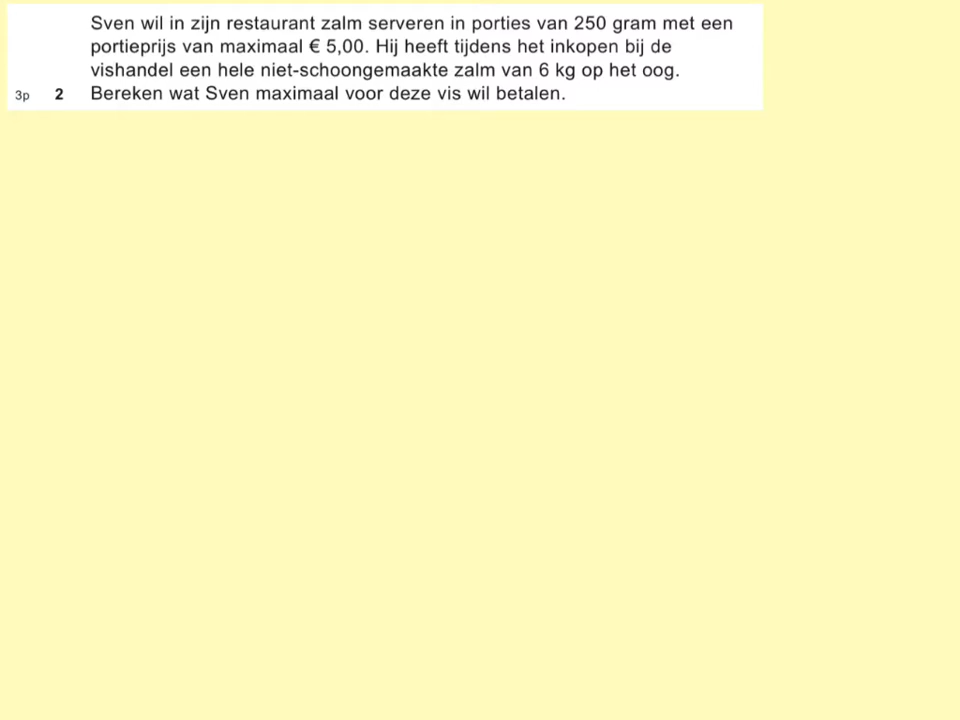 Sven wil in zijn restaurant zalm serveren in porties van 250 gram met een
portieprijs van maximaal € 5,00. Hij heeft tijdens het inkopen bij de
vishandel een hele niet-schoongemaakte zalm van 6 kg op het oog.
3p 2 Bereken wat Sven maximaal voor deze vis wil betalen.